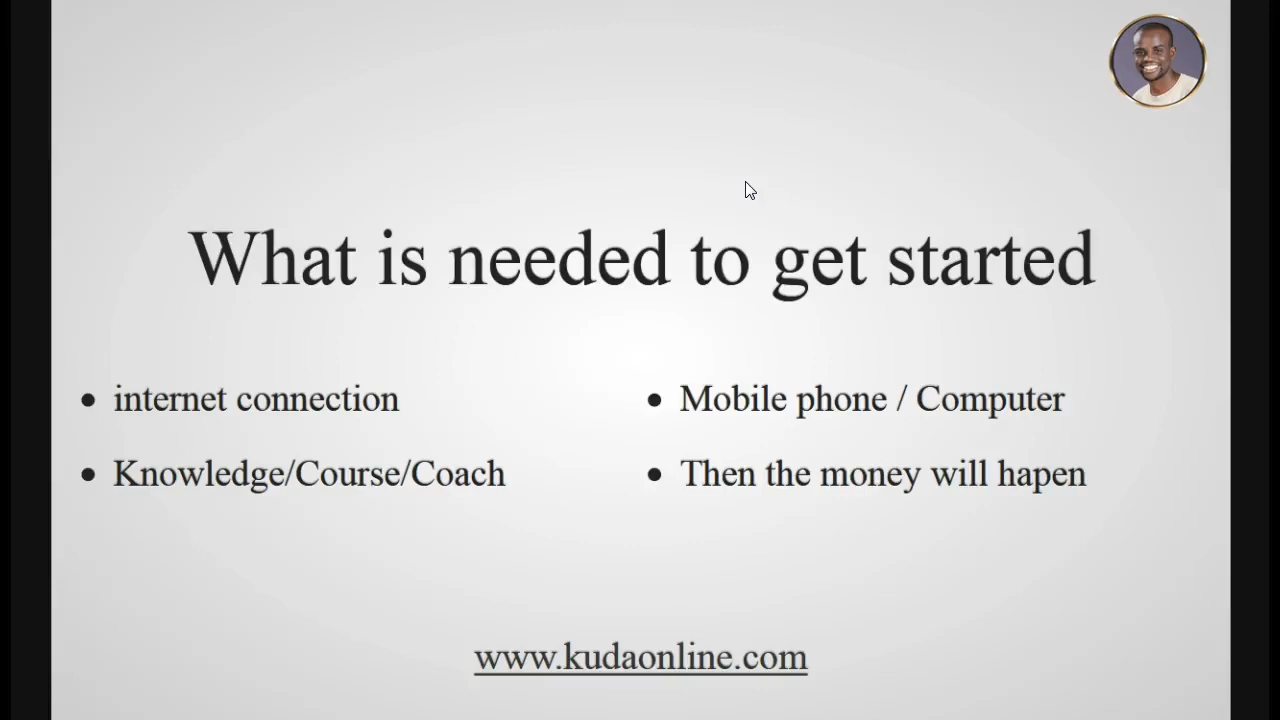 What is needed to get started
internet connection
Knowledge/Course/Coach
Mobile phone / Computer
Then the money will hapen
www.kudaonline.com